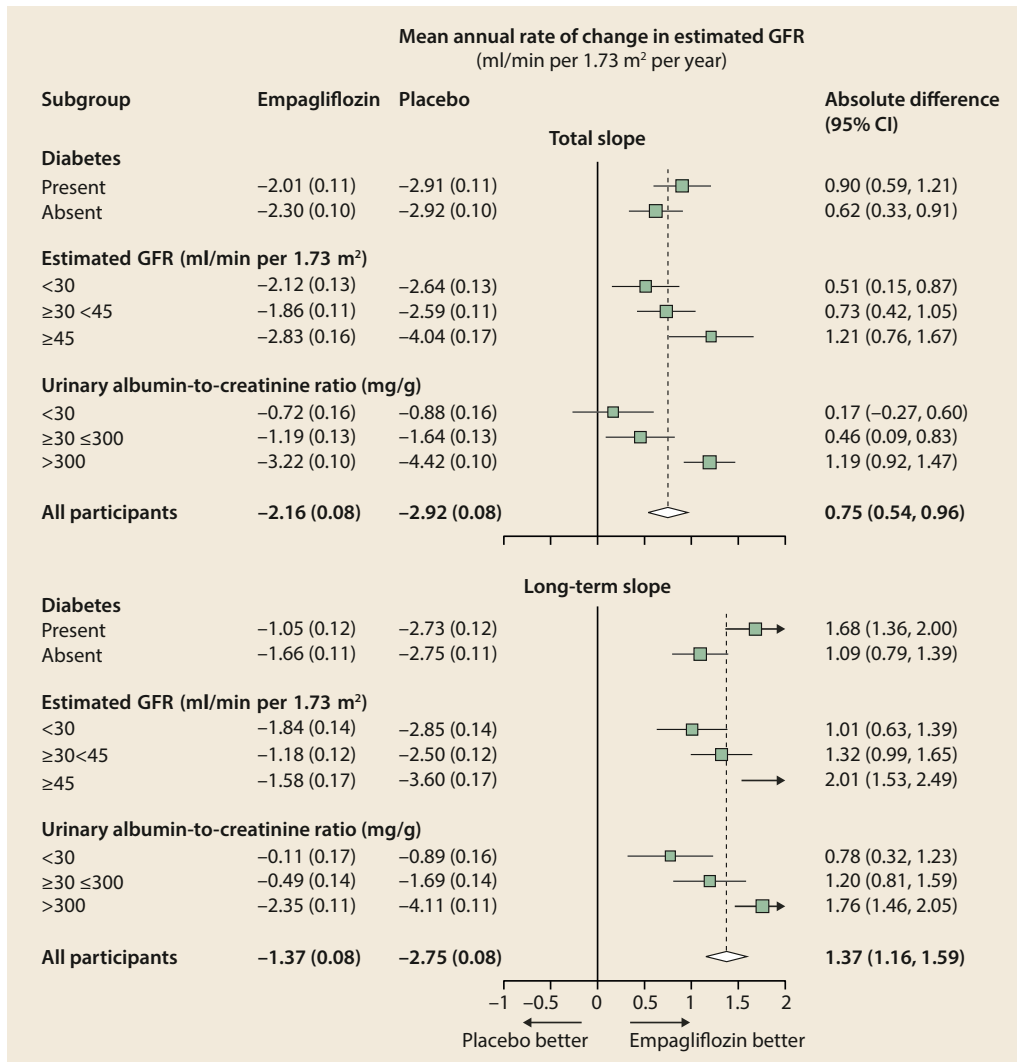 Mean annual rate of change in estimated GFR
(ml/min per 1.73 m² per year)
Subgroup Empagliflozin Placebo Absolute difference
(95% CI)
Total slope
Diabetes
Present −2.01 (0.11) −2.91 (0.11) 0.90 (0.59, 1.21)
Absent −2.30 (0.10) −2.92 (0.10) 0.62 (0.33, 0.91)
Estimated GFR (ml/min per 1.73 m²)
<30 −2.12 (0.13) −2.64 (0.13) 0.51 (0.15, 0.87)
≥30 <45 −1.86 (0.11) −2.59 (0.11) 0.73 (0.42, 1.05)
≥45 −2.83 (0.16) −4.04 (0.17) 1.21 (0.76, 1.67)
Urinary albumin-to-creatinine ratio (mg/g)
<30 −0.72 (0.16) −0.88 (0.16) 0.17 (−0.27, 0.60)
≥30 ≤300 −1.19 (0.13) −1.64 (0.13) 0.46 (0.09, 0.83)
>300 −3.22 (0.10) −4.42 (0.10) 1.19 (0.92, 1.47)
All participants −2.16 (0.08) −2.92 (0.08) 0.75 (0.54, 0.96)
Long-term slope
Diabetes
Present −1.05 (0.12) −2.73 (0.12) 1.68 (1.36, 2.00)
Absent −1.66 (0.11) −2.75 (0.11) 1.09 (0.79, 1.39)
Estimated GFR (ml/min per 1.73 m²)
<30 −1.84 (0.14) −2.85 (0.14) 1.01 (0.63, 1.39)
≥30<45 −1.18 (0.12) −2.50 (0.12) 1.32 (0.99, 1.65)
≥45 −1.58 (0.17) −3.60 (0.17) 2.01 (1.53, 2.49)
Urinary albumin-to-creatinine ratio (mg/g)
<30 −0.11 (0.17) −0.89 (0.16) 0.78 (0.32, 1.23)
≥30 ≤300 −0.49 (0.14) −1.69 (0.14) 1.20 (0.81, 1.59)
>300 −2.35 (0.11) −4.11 (0.11) 1.76 (1.46, 2.05)
All participants −1.37 (0.08) −2.75 (0.08) 1.37 (1.16, 1.59)
−1 −0.5 0 0.5 1 1.5 2
Placebo better Empagliflozin better